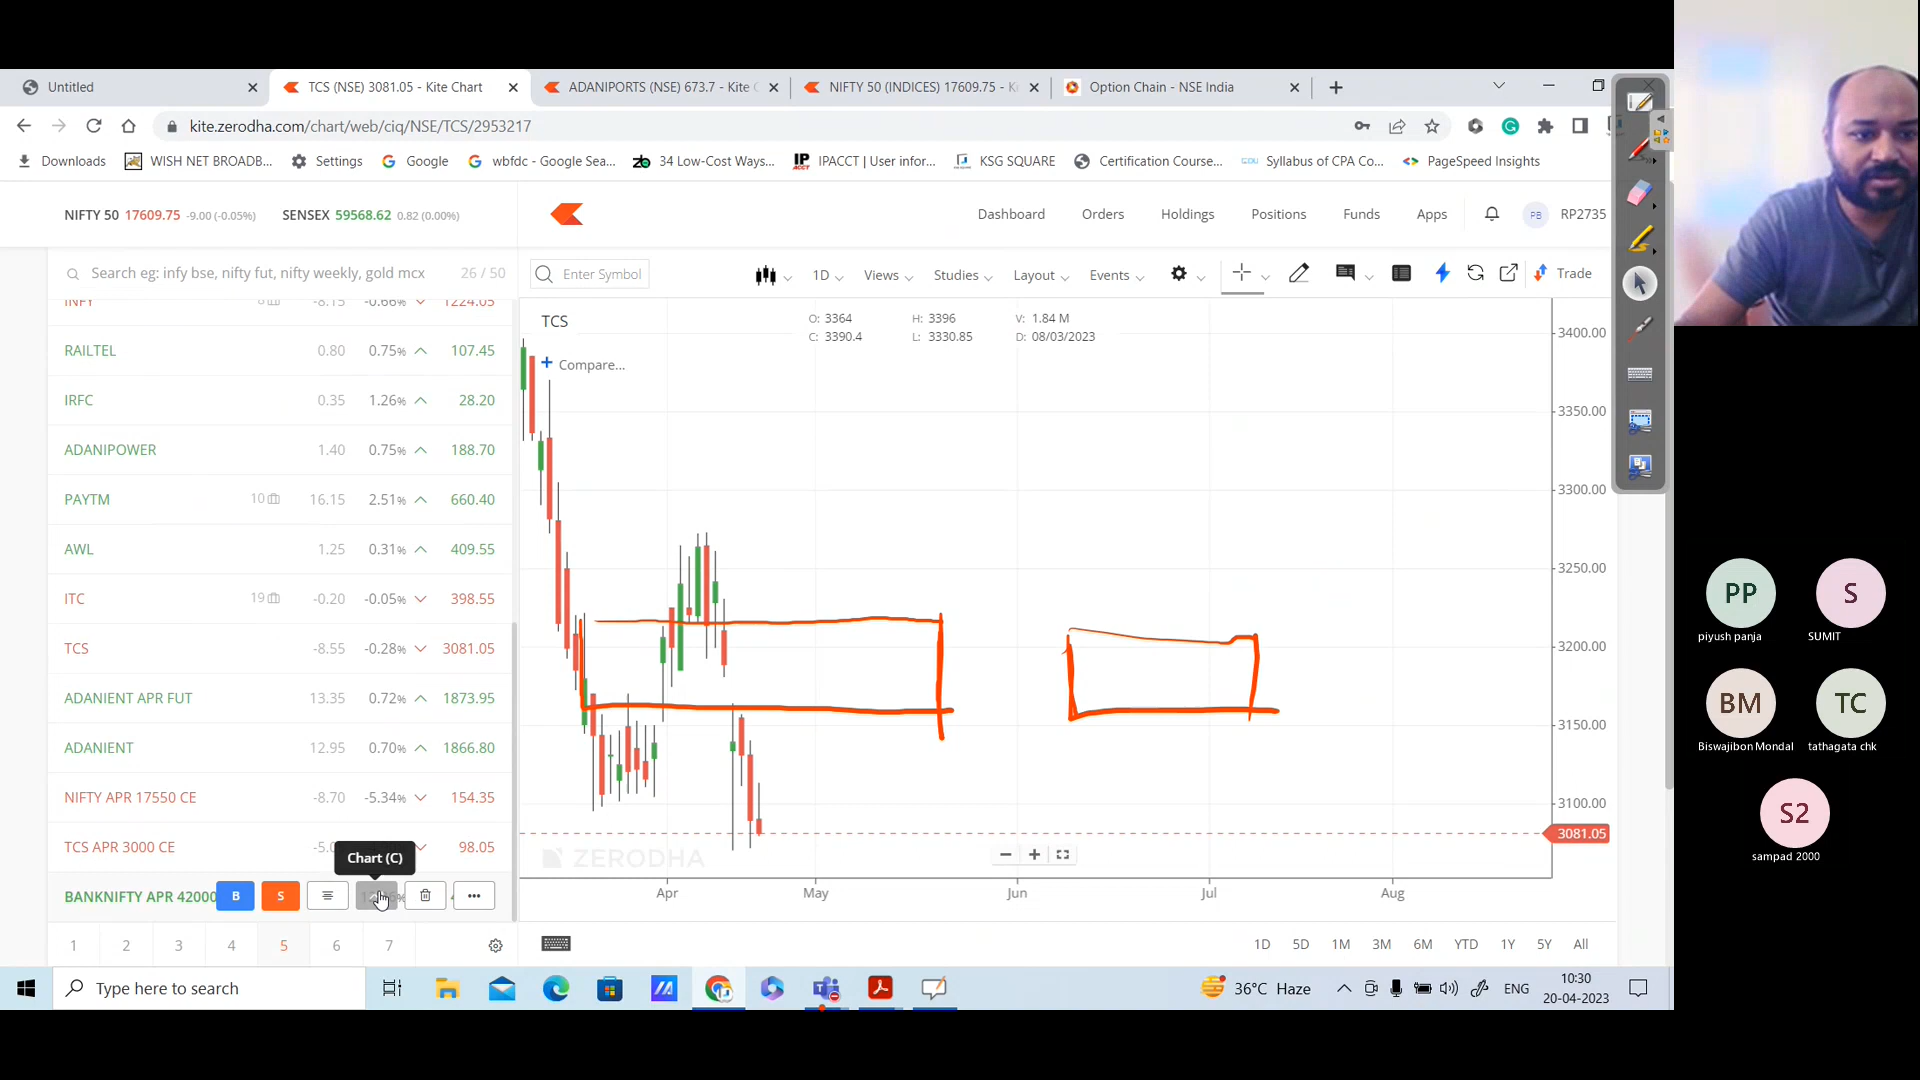 Untitled
TCS (NSE) 3081.05 - Kite Chart
ADANIPORTS (NSE) 673.7 - Kite C
NIFTY 50 (INDICES) 17609.75 - K
Option Chain - NSE India
kite.zerodha.com/chart/web/ciq/NSE/TCS/2953217
Downloads
WISH NET BROADB...
Settings
Google
wbfdc - Google Sea...
34 Low-Cost Ways...
IPACCT | User infor...
KSG SQUARE
Certification Course...
Syllabus of CPA Co...
PageSpeed Insights
NIFTY 50 17609.75 -9.00 (-0.05%)
SENSEX 59568.62 0.82 (0.00%)
Dashboard
Orders
Holdings
Positions
Funds
Apps
PB
RP2735
Search eg: infy bse, nifty fut, nifty weekly, gold mcx
26 / 50
Enter Symbol
1D
Views
Studies
Layout
Events
Trade
INFY -8.15 -0.66% 1224.05
RAILTEL 0.80 0.75% 107.45
IRFC 0.35 1.26% 28.20
ADANIPOWER 1.40 0.75% 188.70
PAYTM 10 16.15 2.51% 660.40
AWL 1.25 0.31% 409.55
ITC 19 -0.20 -0.05% 398.55
TCS -8.55 -0.28% 3081.05
ADANIENT APR FUT 13.35 0.72% 1873.95
ADANIENT 12.95 0.70% 1866.80
NIFTY APR 17550 CE -8.70 -5.34% 154.35
TCS APR 3000 CE 98.05
Chart (C)
BANKNIFTY APR 42000
B
S
1 2 3 4 5 6 7
TCS
O: 3364
H: 3396
V: 1.84 M
C: 3390.4
L: 3330.85
D: 08/03/2023
Compare...
3400.00
3350.00
3300.00
3250.00
3200.00
3150.00
3100.00
3081.05
ZERODHA
Apr
May
Jun
Jul
Aug
1D 5D 1M 3M 6M YTD 1Y 5Y All
Type here to search
36°C Haze
ENG
10:30
20-04-2023
PP
piyush panja
S
SUMIT
BM
Biswajibon Mondal
TC
tathagata chk
S2
sampad 2000